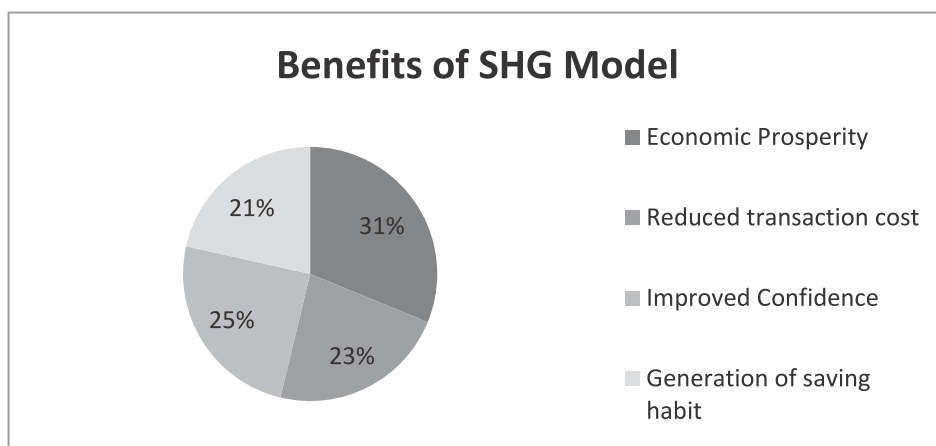 Benefits of SHG Model
Economic Prosperity
21%
31%
Reduced transaction cost
Improved Confidence
25%
23%
Generation of saving
habit